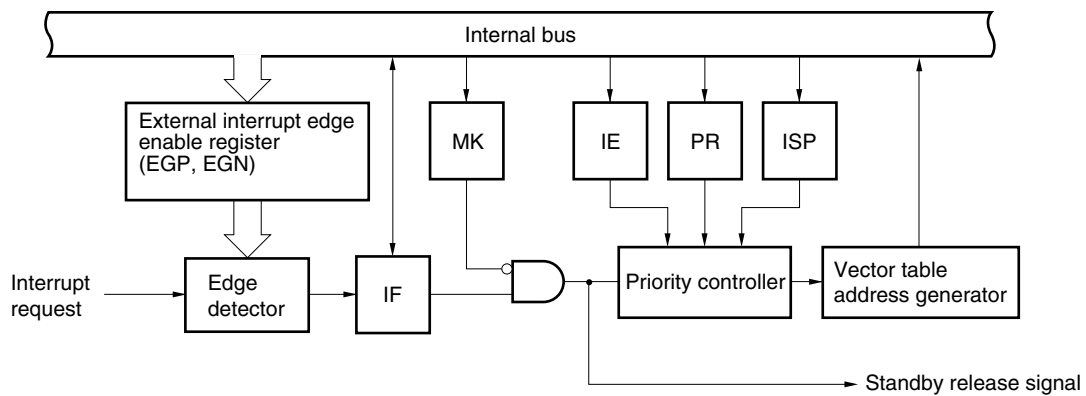 Internal bus
External interrupt edge
enable register
(EGP, EGN)
MK
IE
PR
ISP
Interrupt
request
Edge
detector
IF
Priority controller
Vector table
address generator
Standby release signal